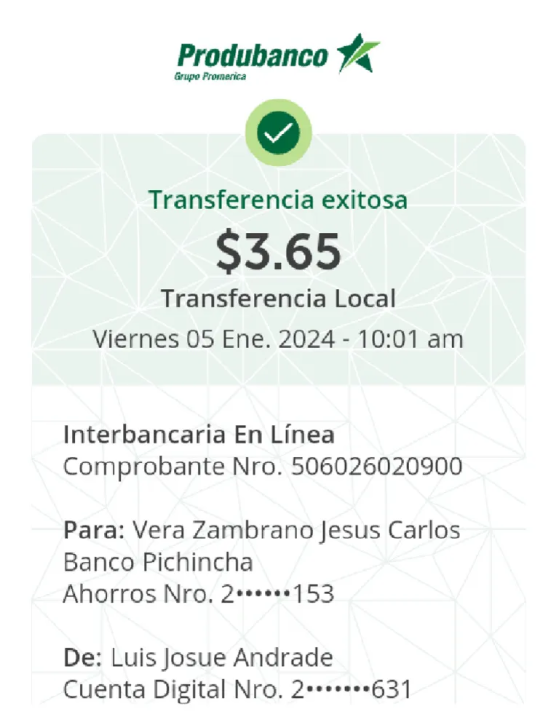 Produbanco
Grupo Promerica
Transferencia exitosa
$3.65
Transferencia Local
Viernes 05 Ene. 2024 - 10:01 am
Interbancaria En Línea
Comprobante Nro. 506026020900
Para: Vera Zambrano Jesus Carlos
Banco Pichincha
Ahorros Nro. 2••••••153
De: Luis Josue Andrade
Cuenta Digital Nro. 2•••••••631